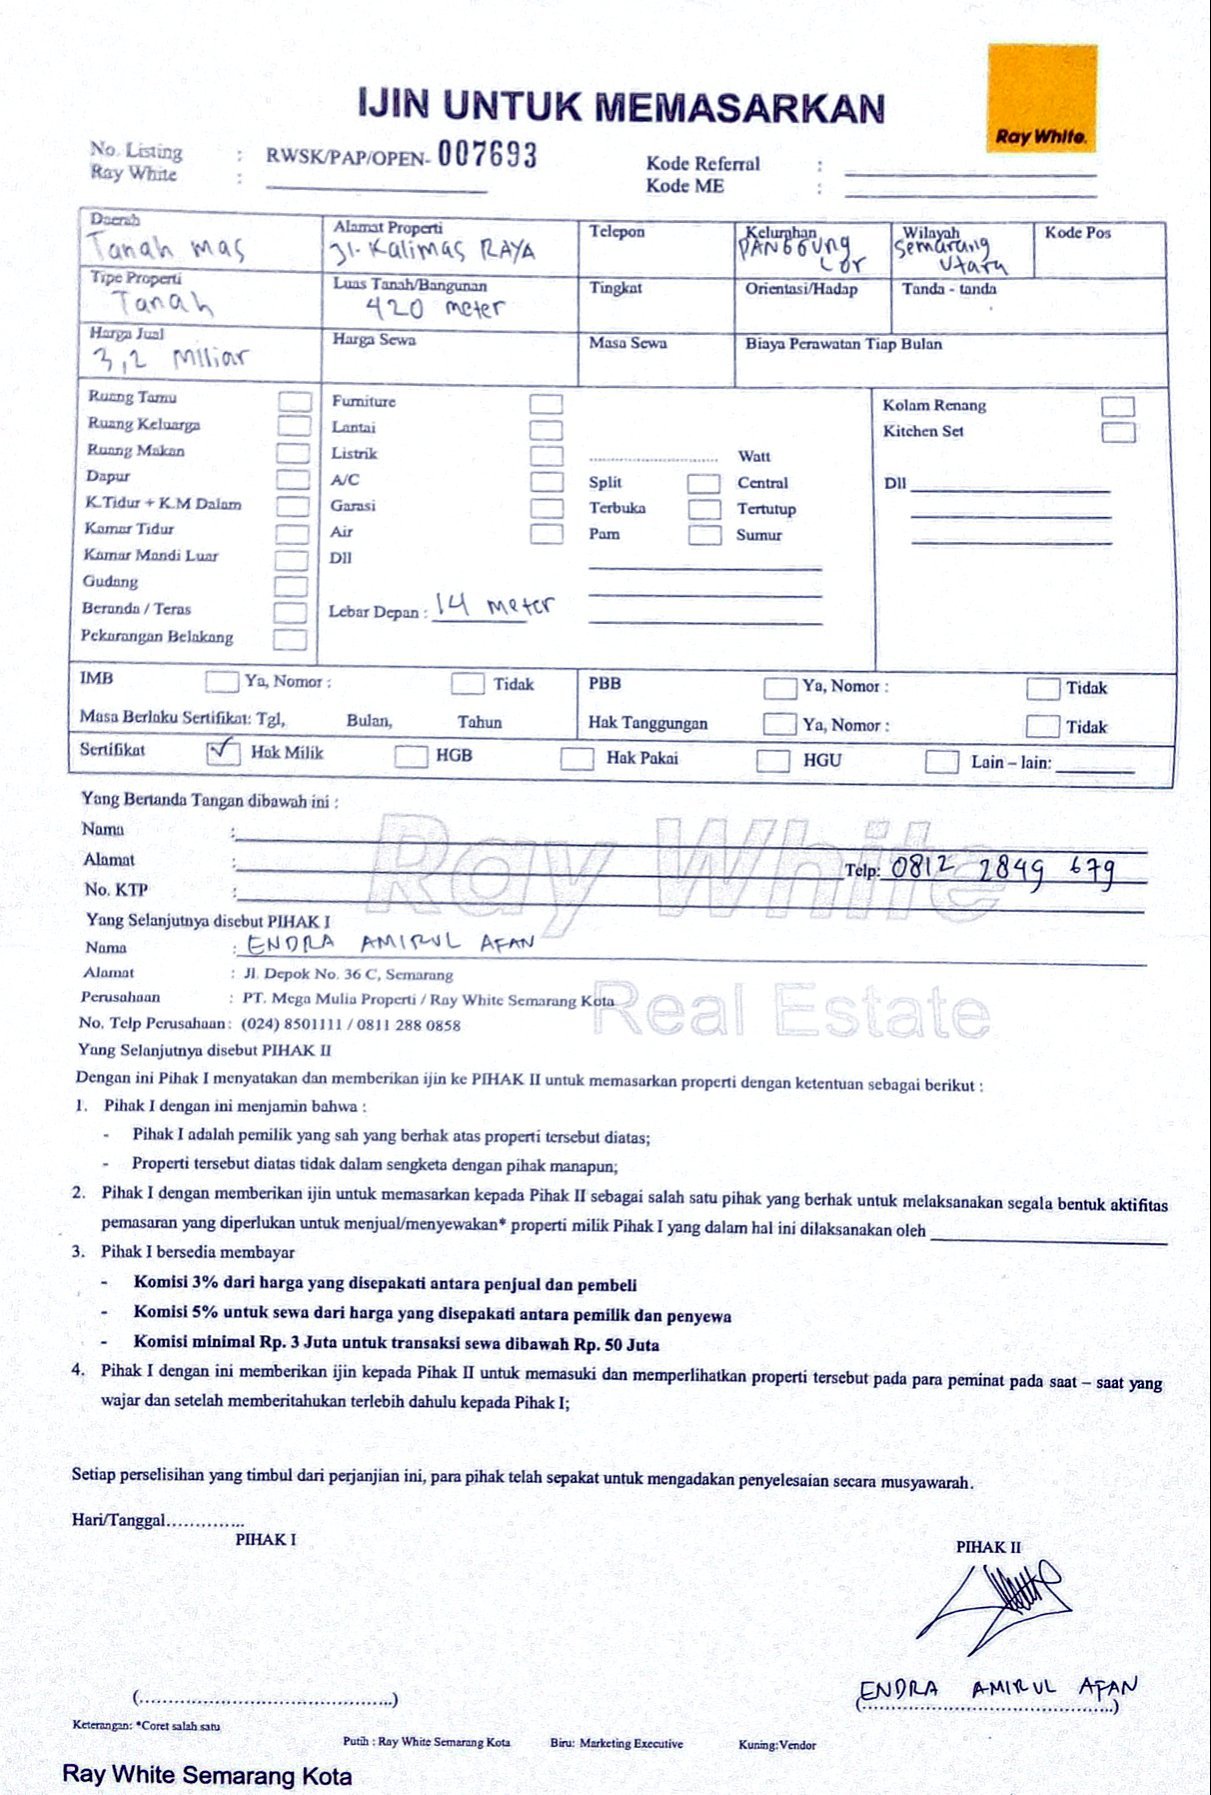 IJIN UNTUK MEMASARKAN
Ray White.
No. Listing : RWSK/PAP/OPEN- 007693
Ray White :
Kode Referral :
Kode ME :
Daerah Alamat Properti Telepon Kelurahan Wilayah Kode Pos
Tanah Mas Jl. Kalimas RAYA PANGGUNG Lor Semarang Utara
Tipe Properti Luas Tanah/Bangunan Tingkat Orientasi/Hadap Tanda - tanda
Tanah 420 meter
Harga Jual Harga Sewa Masa Sewa Biaya Perawatan Tiap Bulan
3,2 Miliar
Ruang Tamu Furniture Kolam Renang
Ruang Keluarga Lantai Kitchen Set
Ruang Makan Listrik .............................. Watt
Dapur A/C Split Central Dll
K.Tidur + K.M Dalam Garasi Terbuka Tertutup
Kamar Tidur Air Pam Sumur
Kamar Mandi Luar Dll
Gudang
Beranda / Teras Lebar Depan : 14 meter
Pekarangan Belakang
IMB Ya, Nomor : Tidak PBB Ya, Nomor : Tidak
Masa Berlaku Sertifikat: Tgl, Bulan, Tahun Hak Tanggungan Ya, Nomor : Tidak
Sertifikat ✓ Hak Milik HGB Hak Pakai HGU Lain – lain:
Yang Bertanda Tangan dibawah ini :
Nama :
Alamat : Telp: 0812 2849 679
No. KTP :
Yang Selanjutnya disebut PIHAK I
Nama : ENDRA AMIRUL AFAN
Alamat : Jl. Depok No. 36 C, Semarang
Perusahaan : PT. Mega Mulia Properti / Ray White Semarang Kota
No. Telp Perusahaan : (024) 8501111 / 0811 288 0858
Yang Selanjutnya disebut PIHAK II
Ray White
Real Estate
Dengan ini Pihak I menyatakan dan memberikan ijin ke PIHAK II untuk memasarkan properti dengan ketentuan sebagai berikut :
1. Pihak I dengan ini menjamin bahwa :
- Pihak I adalah pemilik yang sah yang berhak atas properti tersebut diatas;
- Properti tersebut diatas tidak dalam sengketa dengan pihak manapun;
2. Pihak I dengan memberikan ijin untuk memasarkan kepada Pihak II sebagai salah satu pihak yang berhak untuk melaksanakan segala bentuk aktifitas
pemasaran yang diperlukan untuk menjual/menyewakan* properti milik Pihak I yang dalam hal ini dilaksanakan oleh
3. Pihak I bersedia membayar
- Komisi 3% dari harga yang disepakati antara penjual dan pembeli
- Komisi 5% untuk sewa dari harga yang disepakati antara pemilik dan penyewa
- Komisi minimal Rp. 3 Juta untuk transaksi sewa dibawah Rp. 50 Juta
4. Pihak I dengan ini memberikan ijin kepada Pihak II untuk memasuki dan memperlihatkan properti tersebut pada para peminat pada saat – saat yang
wajar dan setelah memberitahukan terlebih dahulu kepada Pihak I;
Setiap perselisihan yang timbul dari perjanjian ini, para pihak telah sepakat untuk mengadakan penyelesaian secara musyawarah.
Hari/Tanggal..............
PIHAK I PIHAK II
ENDRA AMIRUL AFAN
(............................................) (............................................)
Keterangan: *Coret salah satu
Putih : Ray White Semarang Kota Biru: Marketing Executive Kuning:Vendor
Ray White Semarang Kota